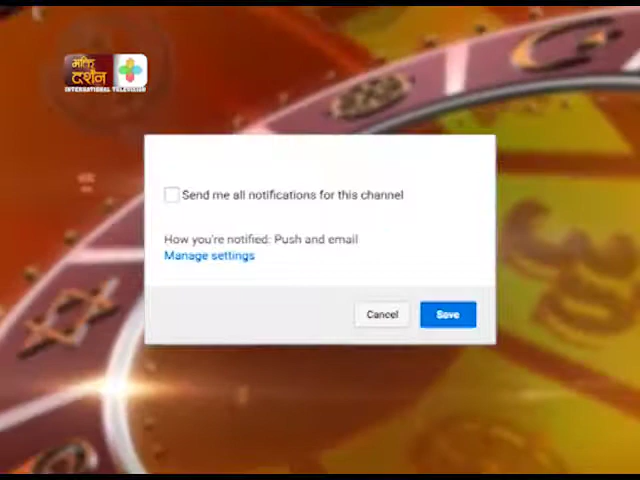 भक्ति
दर्शन
INTERNATIONAL TELEVISION
Send me all notifications for this channel
How you're notified: Push and email
Manage settings
Cancel
Save